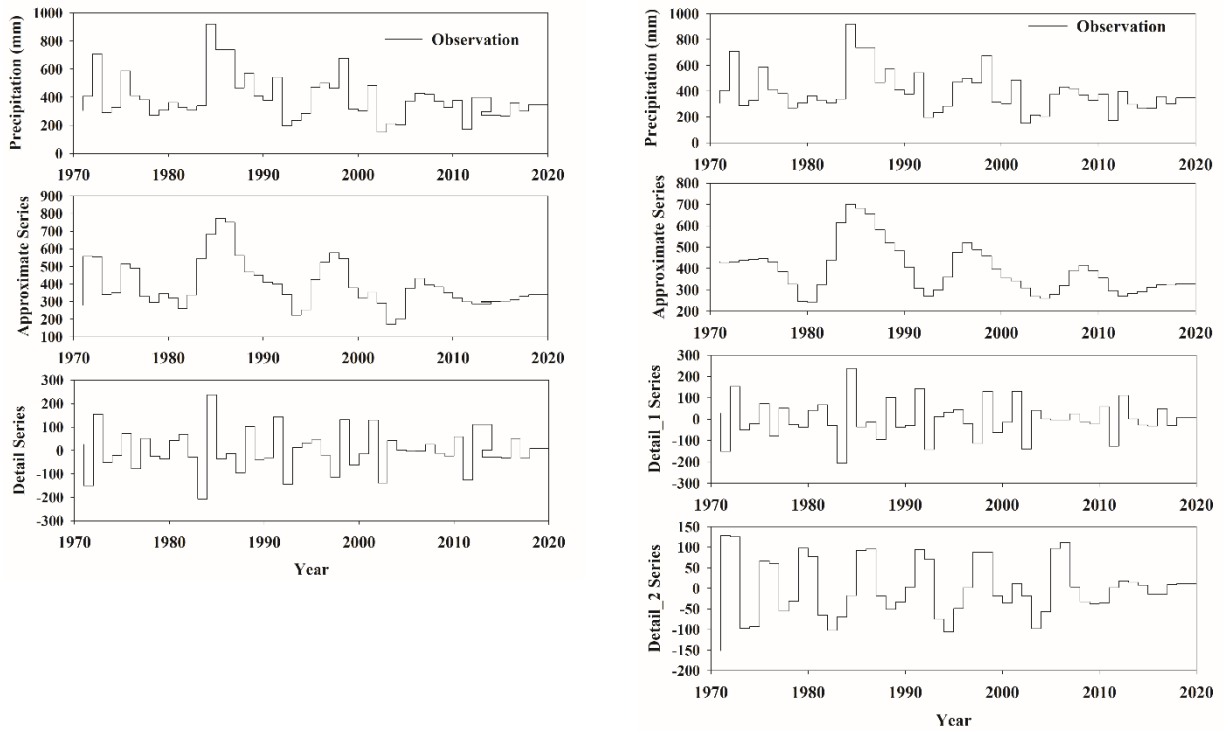 Precipitation (mm)
1000
800
600
400
200
0
Observation
1970 1980 1990 2000 2010 2020
Approximate Series
900
800
700
600
500
400
300
200
100
1970 1980 1990 2000 2010 2020
Detail Series
300
200
100
0
-100
-200
-300
1970 1980 1990 2000 2010 2020
Year
Precipitation (mm)
1000
800
600
400
200
0
Observation
1970 1980 1990 2000 2010 2020
Approximate Series
800
700
600
500
400
300
200
1970 1980 1990 2000 2010 2020
Detail_1 Series
300
200
100
0
-100
-200
-300
1970 1980 1990 2000 2010 2020
Detail_2 Series
150
100
50
0
-50
-100
-150
-200
1970 1980 1990 2000 2010 2020
Year